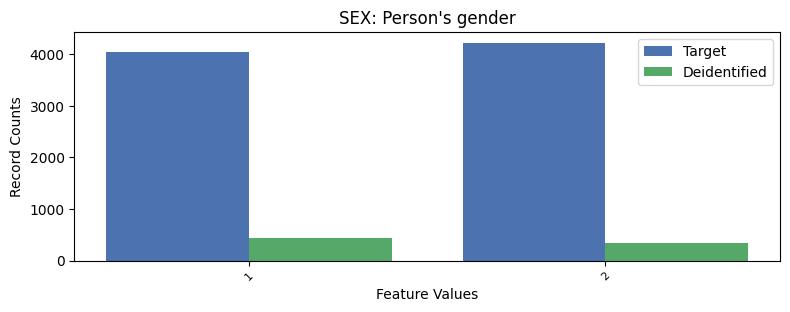 SEX: Person's gender
Target
Deidentified
Record Counts
4000
3000
2000
1000
0
1
2
Feature Values